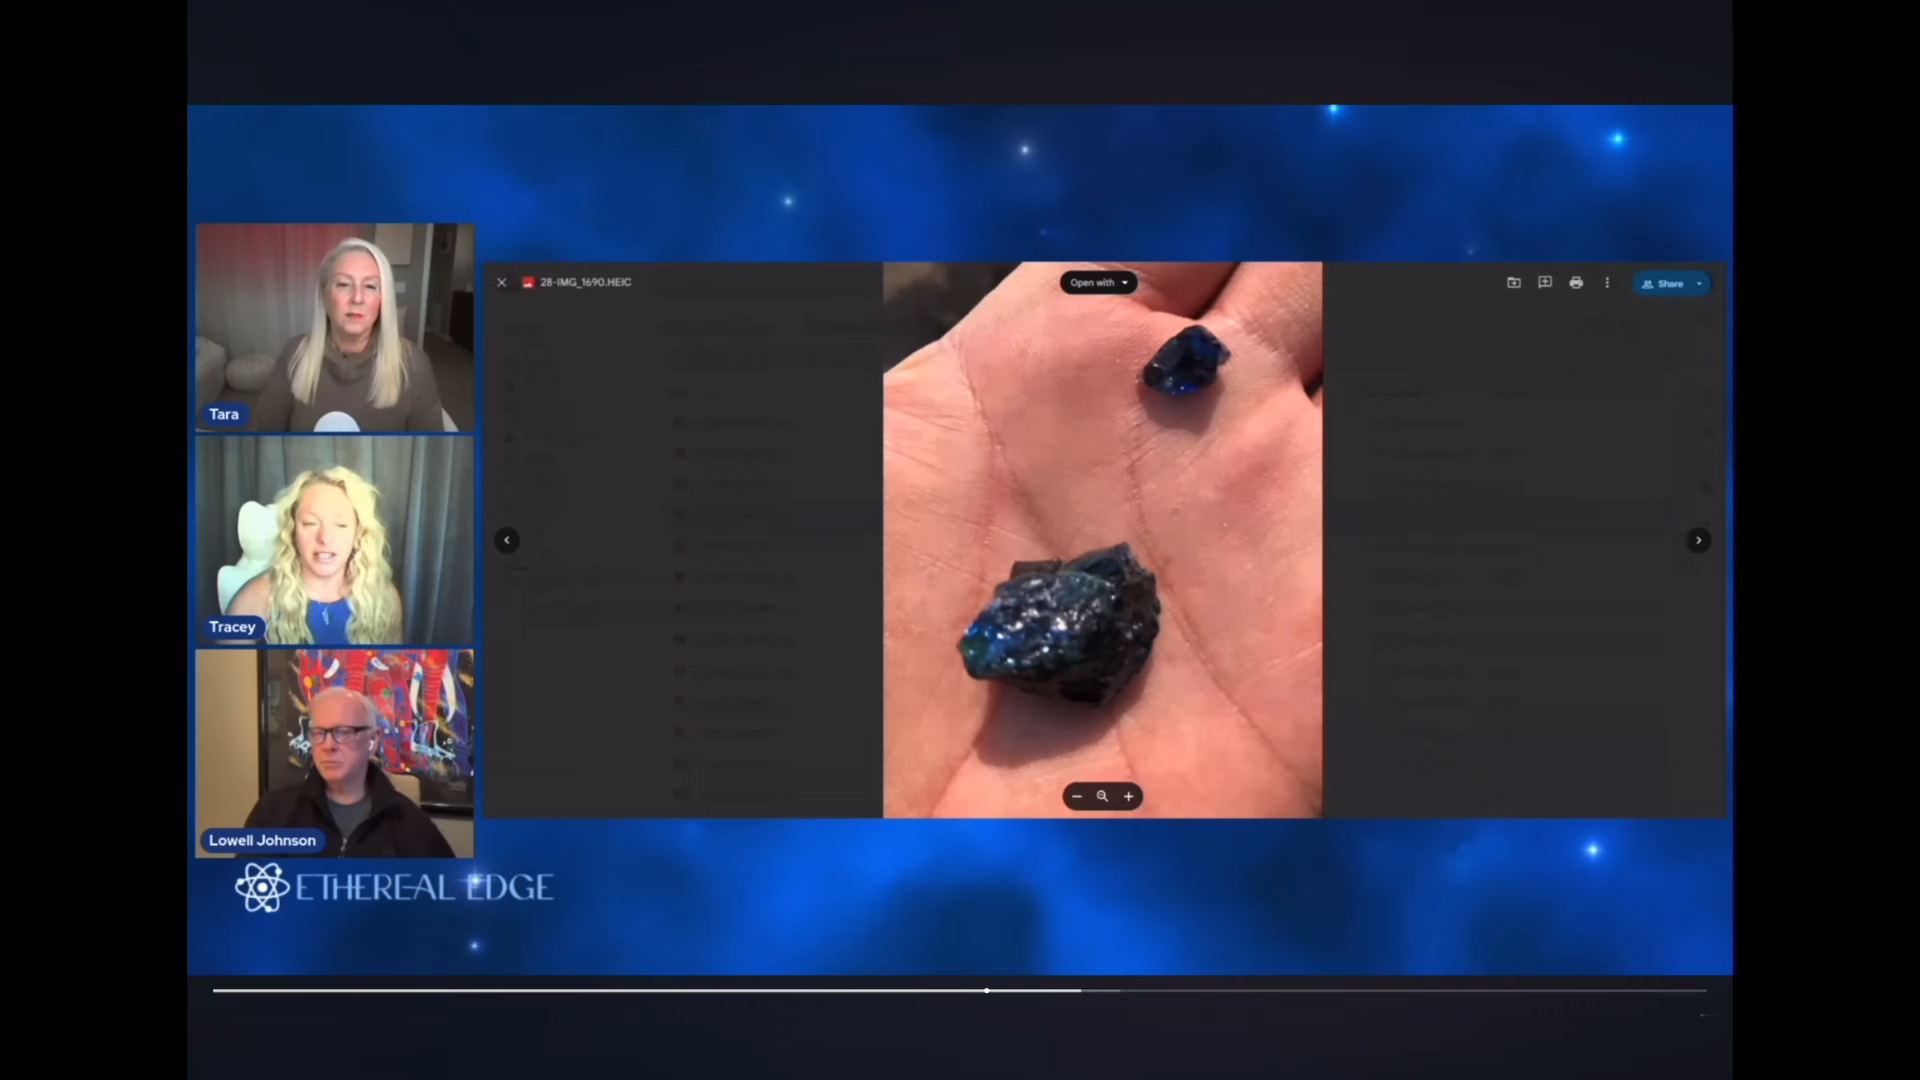 28-IMG_1690.HEIC
Open with
Share
Tara
Tracey
Lowell Johnson
ETHEREAL EDGE